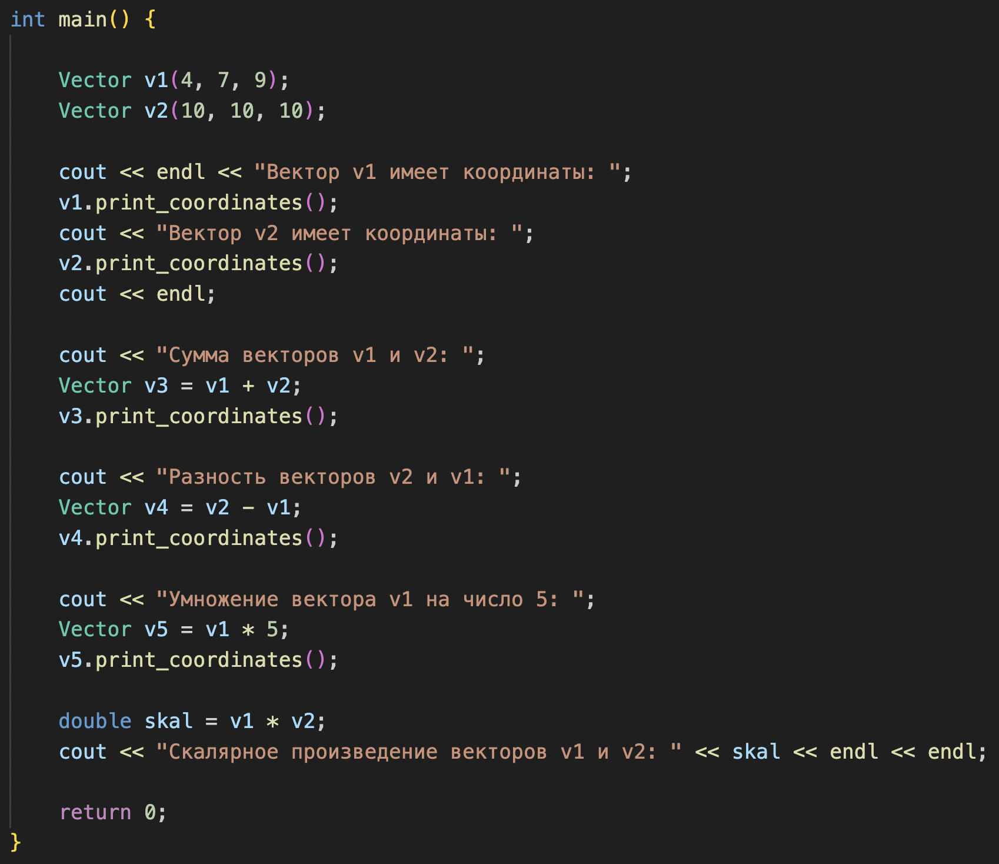 int main() {
Vector v1(4, 7, 9);
Vector v2(10, 10, 10);
cout << endl << "Вектор v1 имеет координаты: ";
v1.print_coordinates();
cout << "Вектор v2 имеет координаты: ";
v2.print_coordinates();
cout << endl;
cout << "Сумма векторов v1 и v2: ";
Vector v3 = v1 + v2;
v3.print_coordinates();
cout << "Разность векторов v2 и v1: ";
Vector v4 = v2 - v1;
v4.print_coordinates();
cout << "Умножение вектора v1 на число 5: ";
Vector v5 = v1 * 5;
v5.print_coordinates();
double skal = v1 * v2;
cout << "Скалярное произведение векторов v1 и v2: " << skal << endl << endl;
return 0;
}